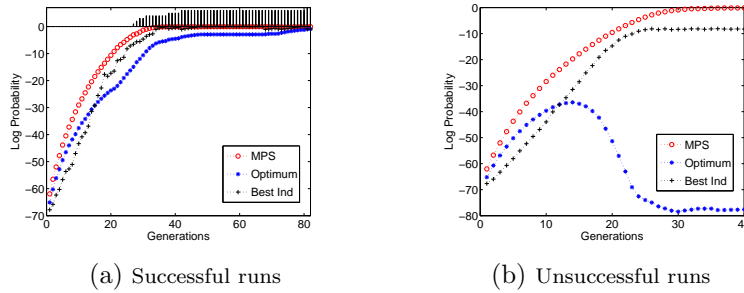 0
−10
−20
−30
−40
−50
−60
−70
Log Probability
0 20 40 60 80
Generations
MPS
Optimum
Best Ind
(a) Successful runs
0
−10
−20
−30
−40
−50
−60
−70
−80
Log Probability
0 10 20 30
Generations
MPS
Optimum
Best Ind
(b) Unsuccessful runs